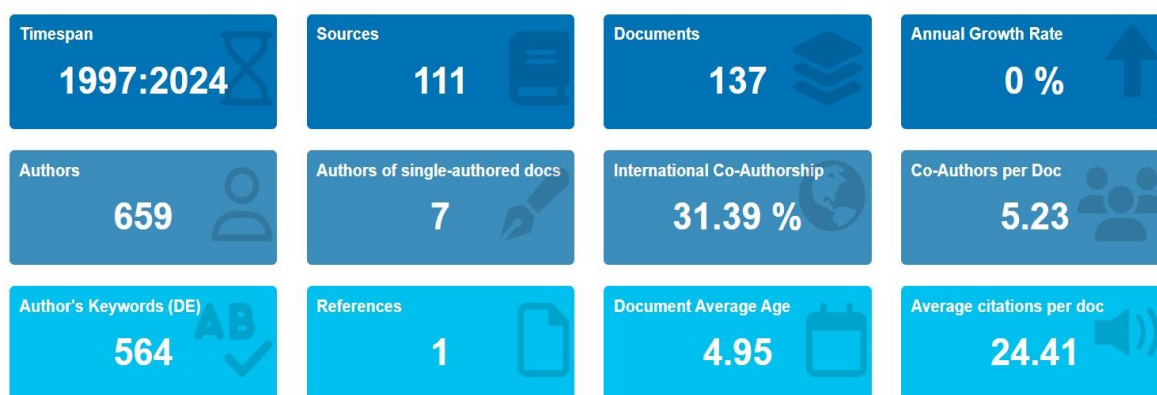 Timespan
1997:2024
Sources
111
Documents
137
Annual Growth Rate
0 %
Authors
659
Authors of single-authored docs
7
International Co-Authorship
31.39 %
Co-Authors per Doc
5.23
Author's Keywords (DE)
AB
564
References
1
Document Average Age
4.95
Average citations per doc
24.41